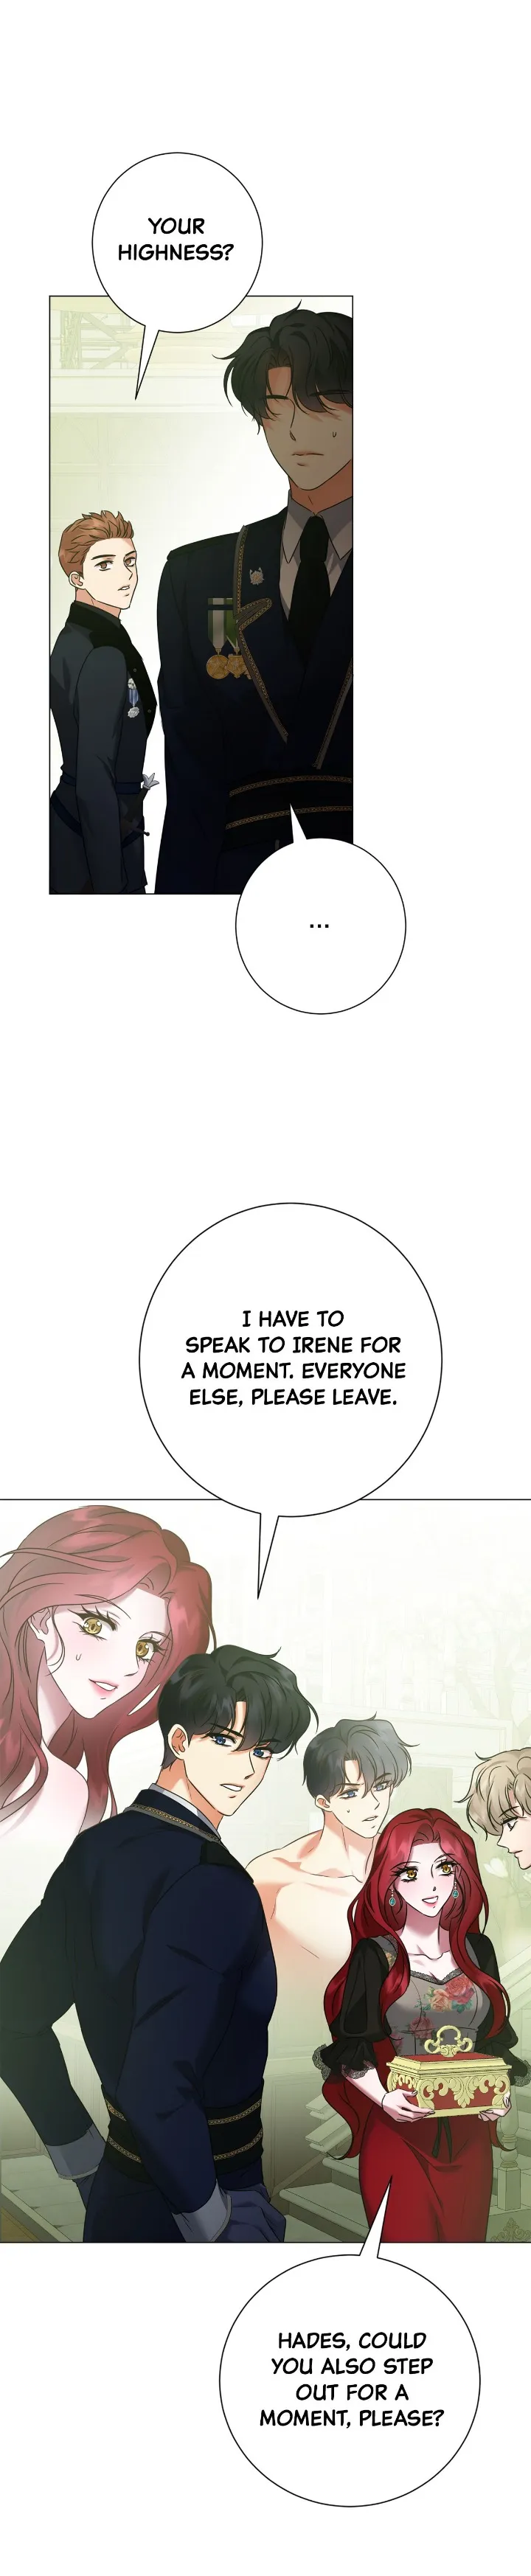 YOUR
HIGHNESS?
...
I HAVE TO
SPEAK TO IRENE FOR
A MOMENT. EVERYONE
ELSE, PLEASE LEAVE.
HADES, COULD
YOU ALSO STEP
OUT FOR A
MOMENT, PLEASE?